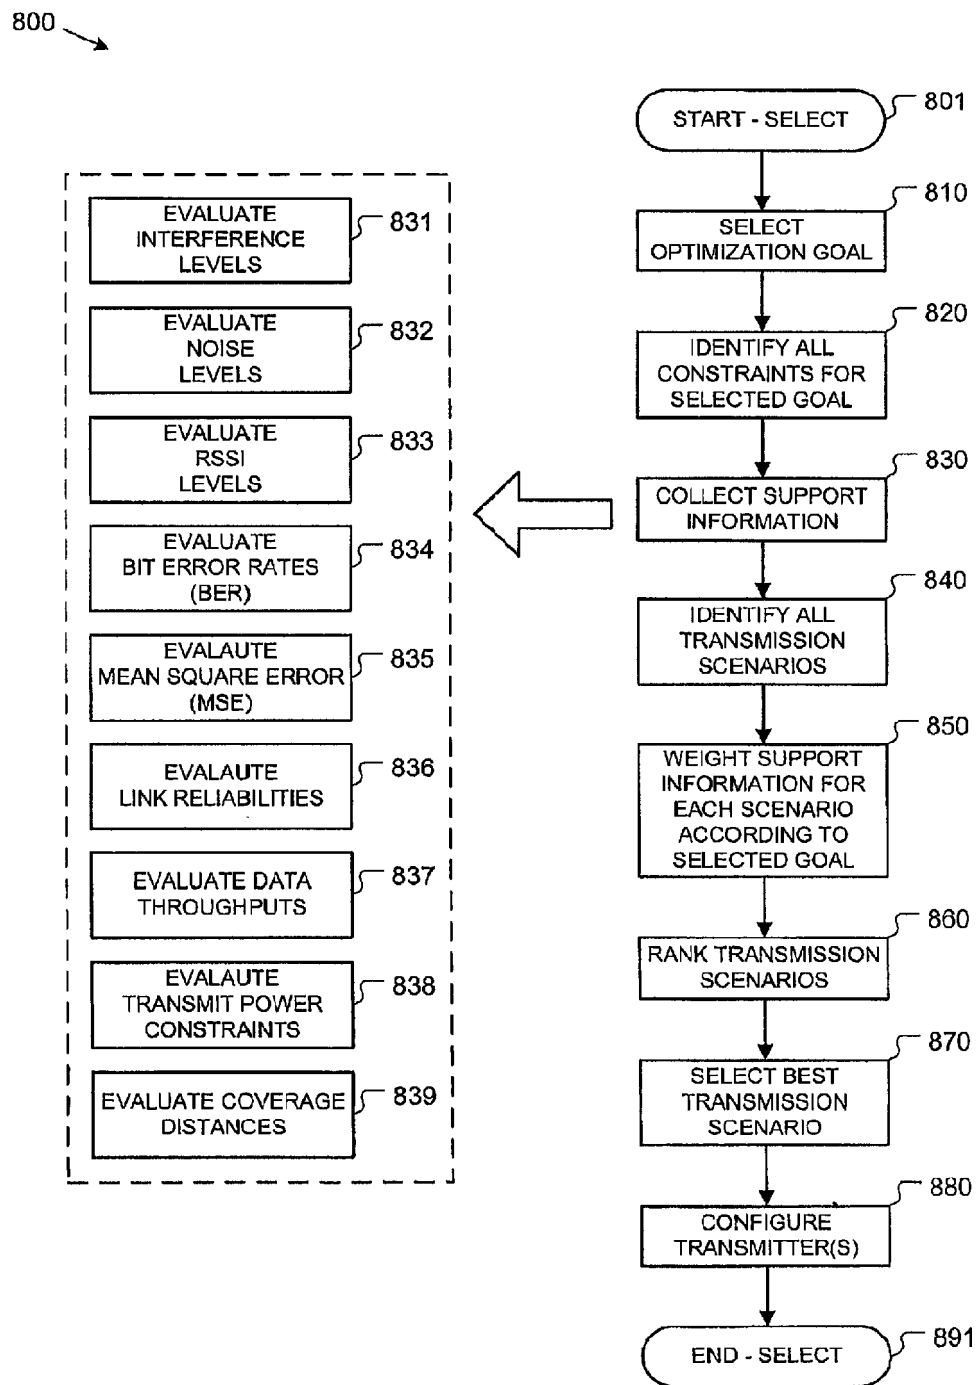 800
START - SELECT
801
SELECT
OPTIMIZATION GOAL
810
IDENTIFY ALL
CONSTRAINTS FOR
SELECTED GOAL
820
COLLECT SUPPORT
INFORMATION
830
EVALUATE
INTERFERENCE
LEVELS
831
EVALUATE
NOISE
LEVELS
832
EVALUATE
RSSI
LEVELS
833
EVALUATE
BIT ERROR RATES
(BER)
834
EVALAUTE
MEAN SQUARE ERROR
(MSE)
835
EVALAUTE
LINK RELIABILITIES
836
EVALUATE DATA
THROUGHPUTS
837
EVALAUTE
TRANSMIT POWER
CONSTRAINTS
838
EVALUATE COVERAGE
DISTANCES
839
IDENTIFY ALL
TRANSMISSION
SCENARIOS
840
WEIGHT SUPPORT
INFORMATION FOR
EACH SCENARIO
ACCORDING TO
SELECTED GOAL
850
RANK TRANSMISSION
SCENARIOS
860
SELECT BEST
TRANSMISSION
SCENARIO
870
CONFIGURE
TRANSMITTER(S)
880
END - SELECT
891